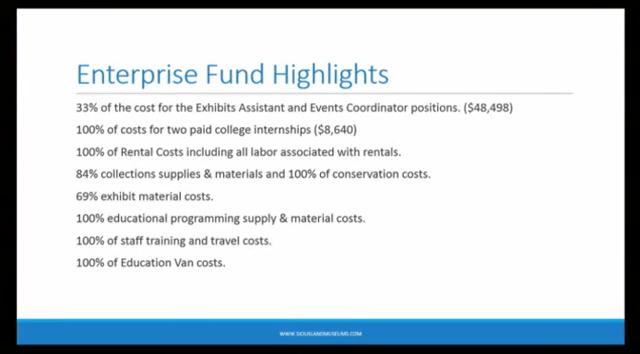 Enterprise Fund Highlights
33% of the cost for the Exhibits Assistant and Events Coordinator positions. ($48,498)
100% of costs for two paid college internships ($8,640)
100% of Rental Costs including all labor associated with rentals.
84% collections supplies & materials and 100% of conservation costs.
69% exhibit material costs.
100% educational programming supply & material costs.
100% of staff training and travel costs.
100% of Education Van costs.
WWW.SIOUXLANDMUSEUMS.COM